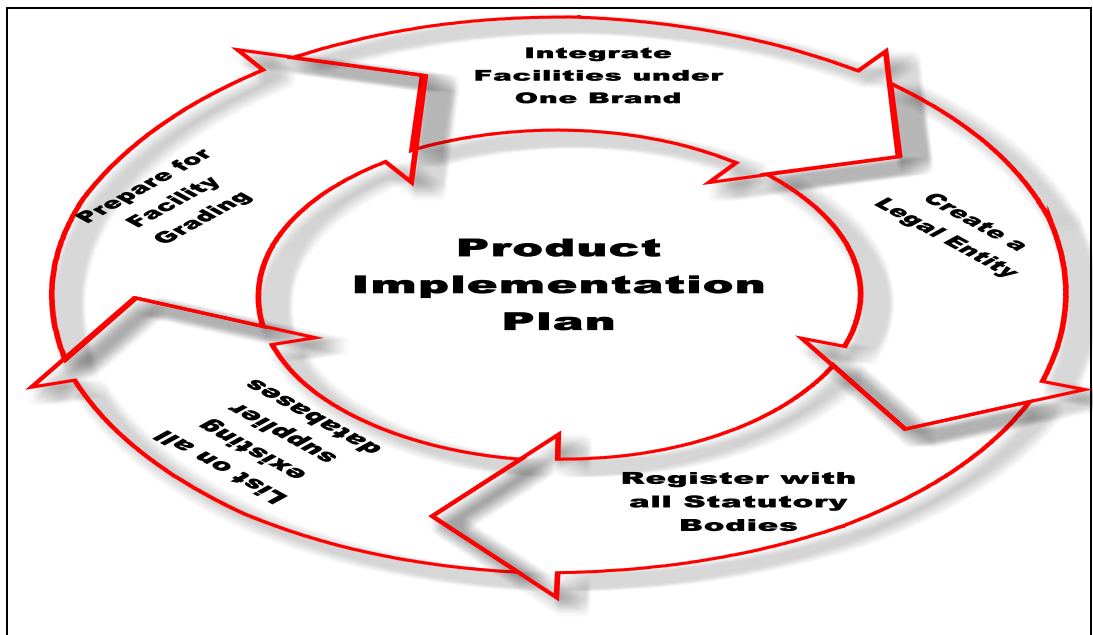 Integrate
Facilities under
One Brand
Create a
Legal Entity
Register with
all Statutory
Bodies
List on all
existing
supplier
databases
Prepare for
Facility
Grading
Product
Implementation
Plan